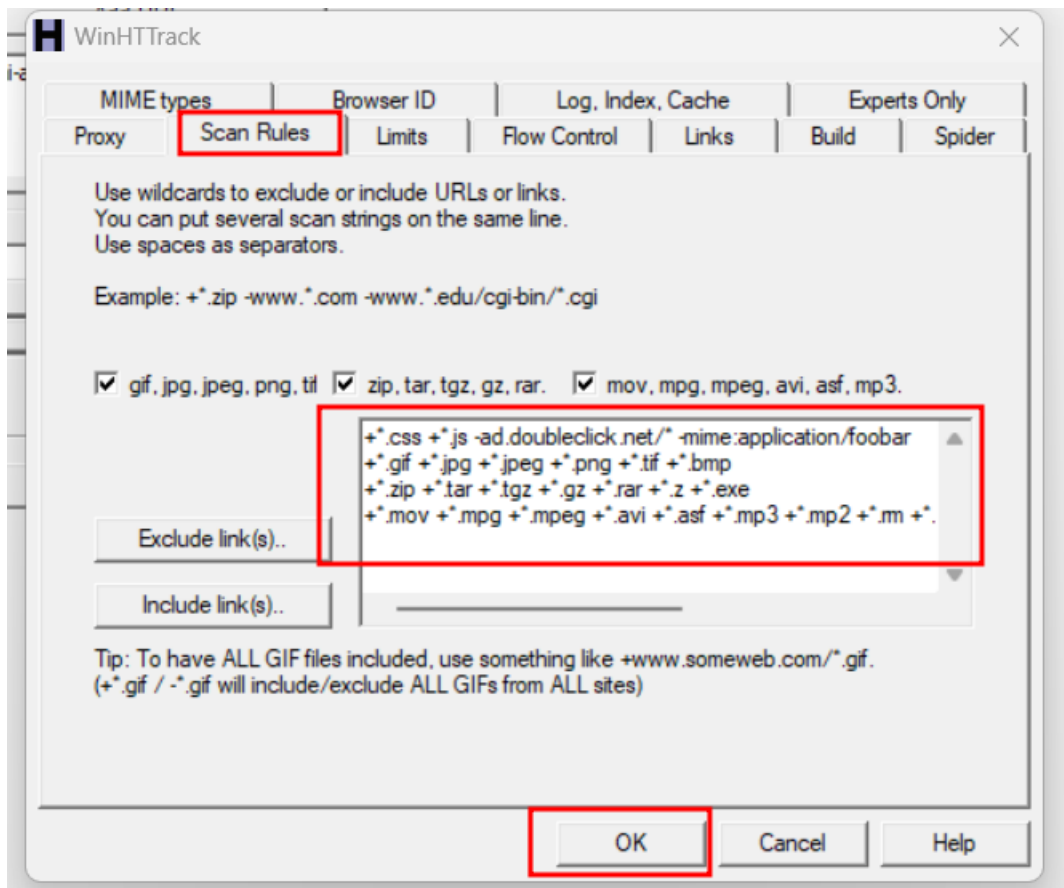 WinHTTrack
MIME types Browser ID Log, Index, Cache Experts Only
Proxy Scan Rules Limits Flow Control Links Build Spider
Use wildcards to exclude or include URLs or links.
You can put several scan strings on the same line.
Use spaces as separators.
Example: +*.zip -www.*.com -www.*.edu/cgi-bin/*.cgi
gif, jpg, jpeg, png, tif zip, tar, tgz, gz, rar. mov, mpg, mpeg, avi, asf, mp3.
+*.css +*.js -ad.doubleclick.net/* -mime:application/foobar
+*.gif +*.jpg +*.jpeg +*.png +*.tif +*.bmp
+*.zip +*.tar +*.tgz +*.gz +*.rar +*.z +*.exe
+*.mov +*.mpg +*.mpeg +*.avi +*.asf +*.mp3 +*.mp2 +*.rm +*.
Exclude link(s)..
Include link(s)..
Tip: To have ALL GIF files included, use something like +www.someweb.com/*.gif.
(+*.gif / -*.gif will include/exclude ALL GIFs from ALL sites)
OK Cancel Help